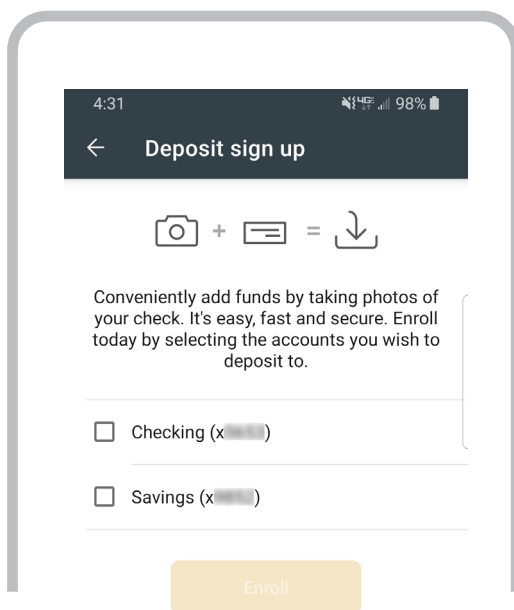 4:31 4G 98%
Deposit sign up
+ =
Conveniently add funds by taking photos of
your check. It's easy, fast and secure. Enroll
today by selecting the accounts you wish to
deposit to.
Checking (x )
Savings (x )
Enroll